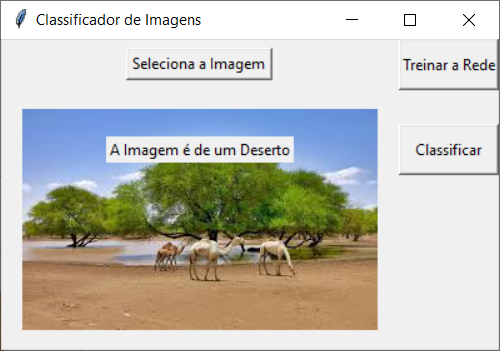 Classificador de Imagens
Seleciona a Imagem
Treinar a Rede
A Imagem é de um Deserto
Classificar